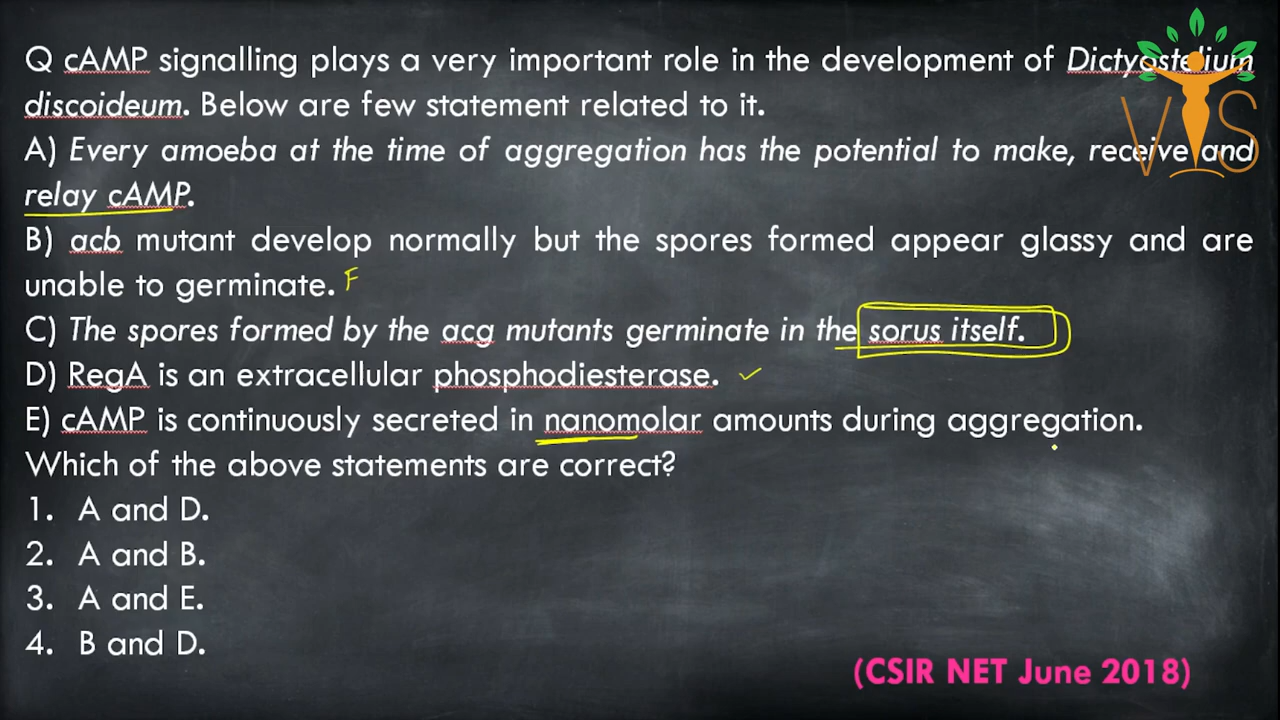 Q cAMP signalling plays a very important role in the development of Dictyostelium
discoideum. Below are few statement related to it.
A) Every amoeba at the time of aggregation has the potential to make, receive and
relay cAMP.
B) acb mutant develop normally but the spores formed appear glassy and are
unable to germinate. F
C) The spores formed by the acg mutants germinate in the sorus itself.
D) RegA is an extracellular phosphodiesterase. ✓
E) cAMP is continuously secreted in nanomolar amounts during aggregation.
Which of the above statements are correct?
1. A and D.
2. A and B.
3. A and E.
4. B and D.
(CSIR NET June 2018)
VIS